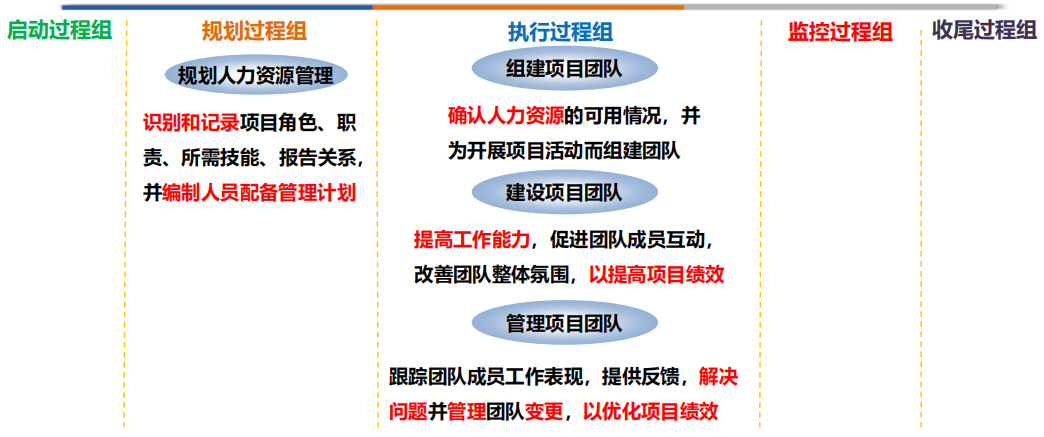 启动过程组
规划过程组
执行过程组
监控过程组
收尾过程组
规划人力资源管理
识别和记录项目角色、职
责、所需技能、报告关系，
并编制人员配备管理计划
组建项目团队
确认人力资源的可用情况，并
为开展项目活动而组建团队
建设项目团队
提高工作能力，促进团队成员互动，
改善团队整体氛围，以提高项目绩效
管理项目团队
跟踪团队成员工作表现，提供反馈，解决
问题并管理团队变更，以优化项目绩效